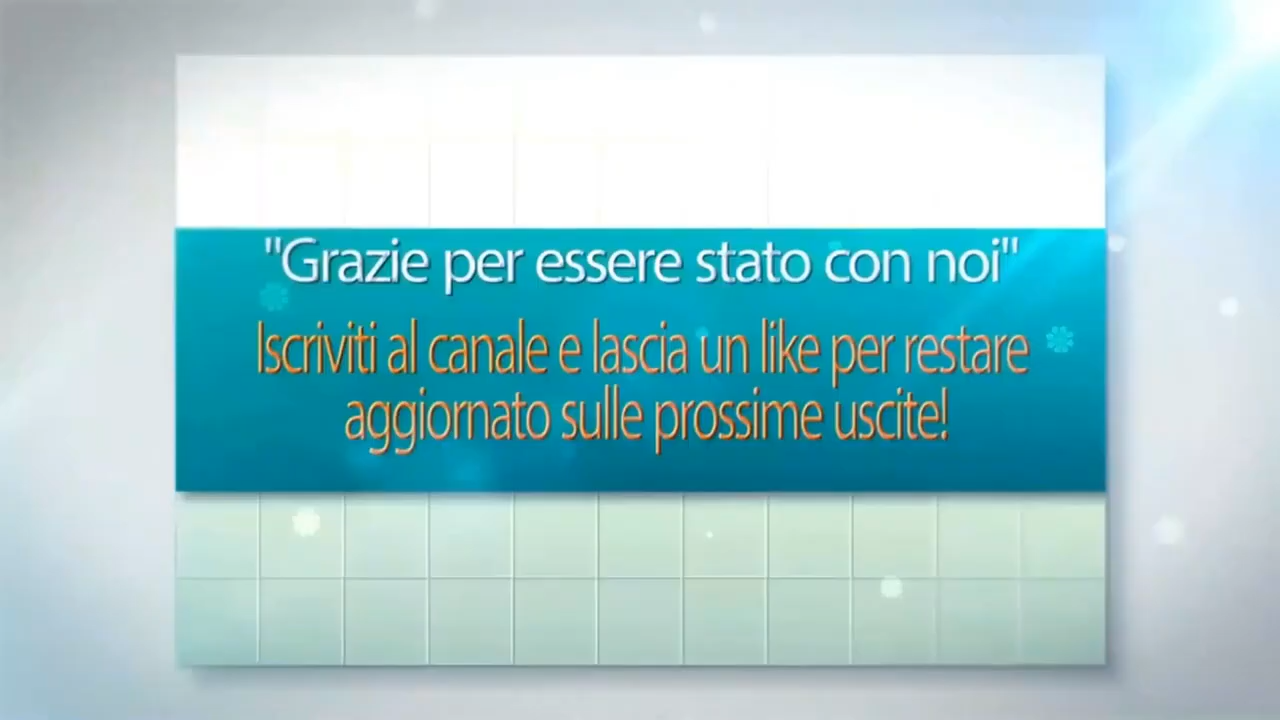 "Grazie per essere stato con noi"
Iscriviti al canale e lascia un like per restare
aggiornato sulle prossime uscite!